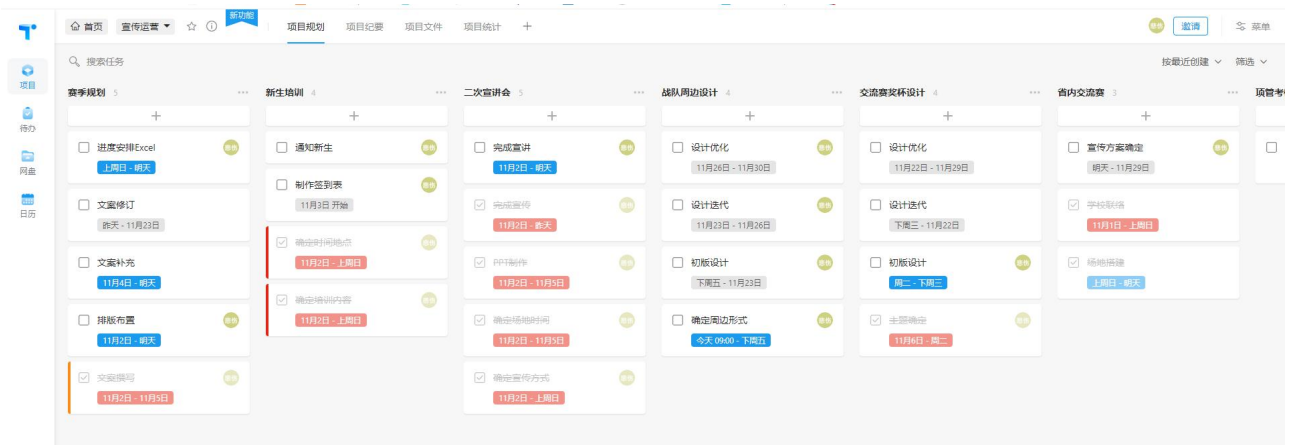 首页
宣传运营
新功能
项目规划
项目纪要
项目文件
项目统计
邀请
菜单
项目
待办
网盘
日历
搜索任务
按最近创建
筛选
赛季规划 5
进度安排Excel
上周日 - 明天
文案修订
昨天 - 11月23日
文案补充
11月4日 - 明天
排版布置
11月2日 - 明天
文案撰写
11月2日 - 11月5日
新生培训 4
通知新生
制作签到表
11月3日 开始
确定时间地点
11月2日 - 上周日
确定培训内容
11月2日 - 上周日
二次宣讲会 5
完成宣讲
11月2日 - 明天
完成宣传
11月2日 - 昨天
PPT制作
11月2日 - 11月5日
确定场地时间
11月2日 - 11月5日
确定宣传方式
11月2日 - 上周日
战队周边设计 4
设计优化
11月26日 - 11月30日
设计迭代
11月23日 - 11月26日
初版设计
下周五 - 11月23日
确定周边形式
今天 09:00 - 下周五
交流赛奖杯设计 4
设计优化
11月22日 - 11月29日
设计迭代
下周三 - 11月22日
初版设计
周二 - 下周三
主题确定
11月6日 - 周二
省内交流赛 3
宣传方案确定
明天 - 11月29日
学校联络
11月1日 - 上周日
场地搭建
上周日 - 明天
项管考